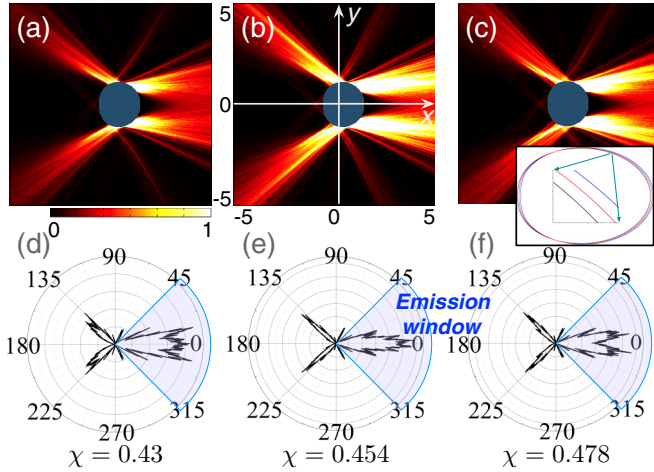 (a) (b) (c)
5
y
0
x
-5
-5 0 5
0 1
(d) (e) (f)
90 90 90
135 45 135 45 135 45
Emission
window
180 0 180 0 180 0
225 315 225 315 225 315
270 270 270
χ = 0.43 χ = 0.454 χ = 0.478